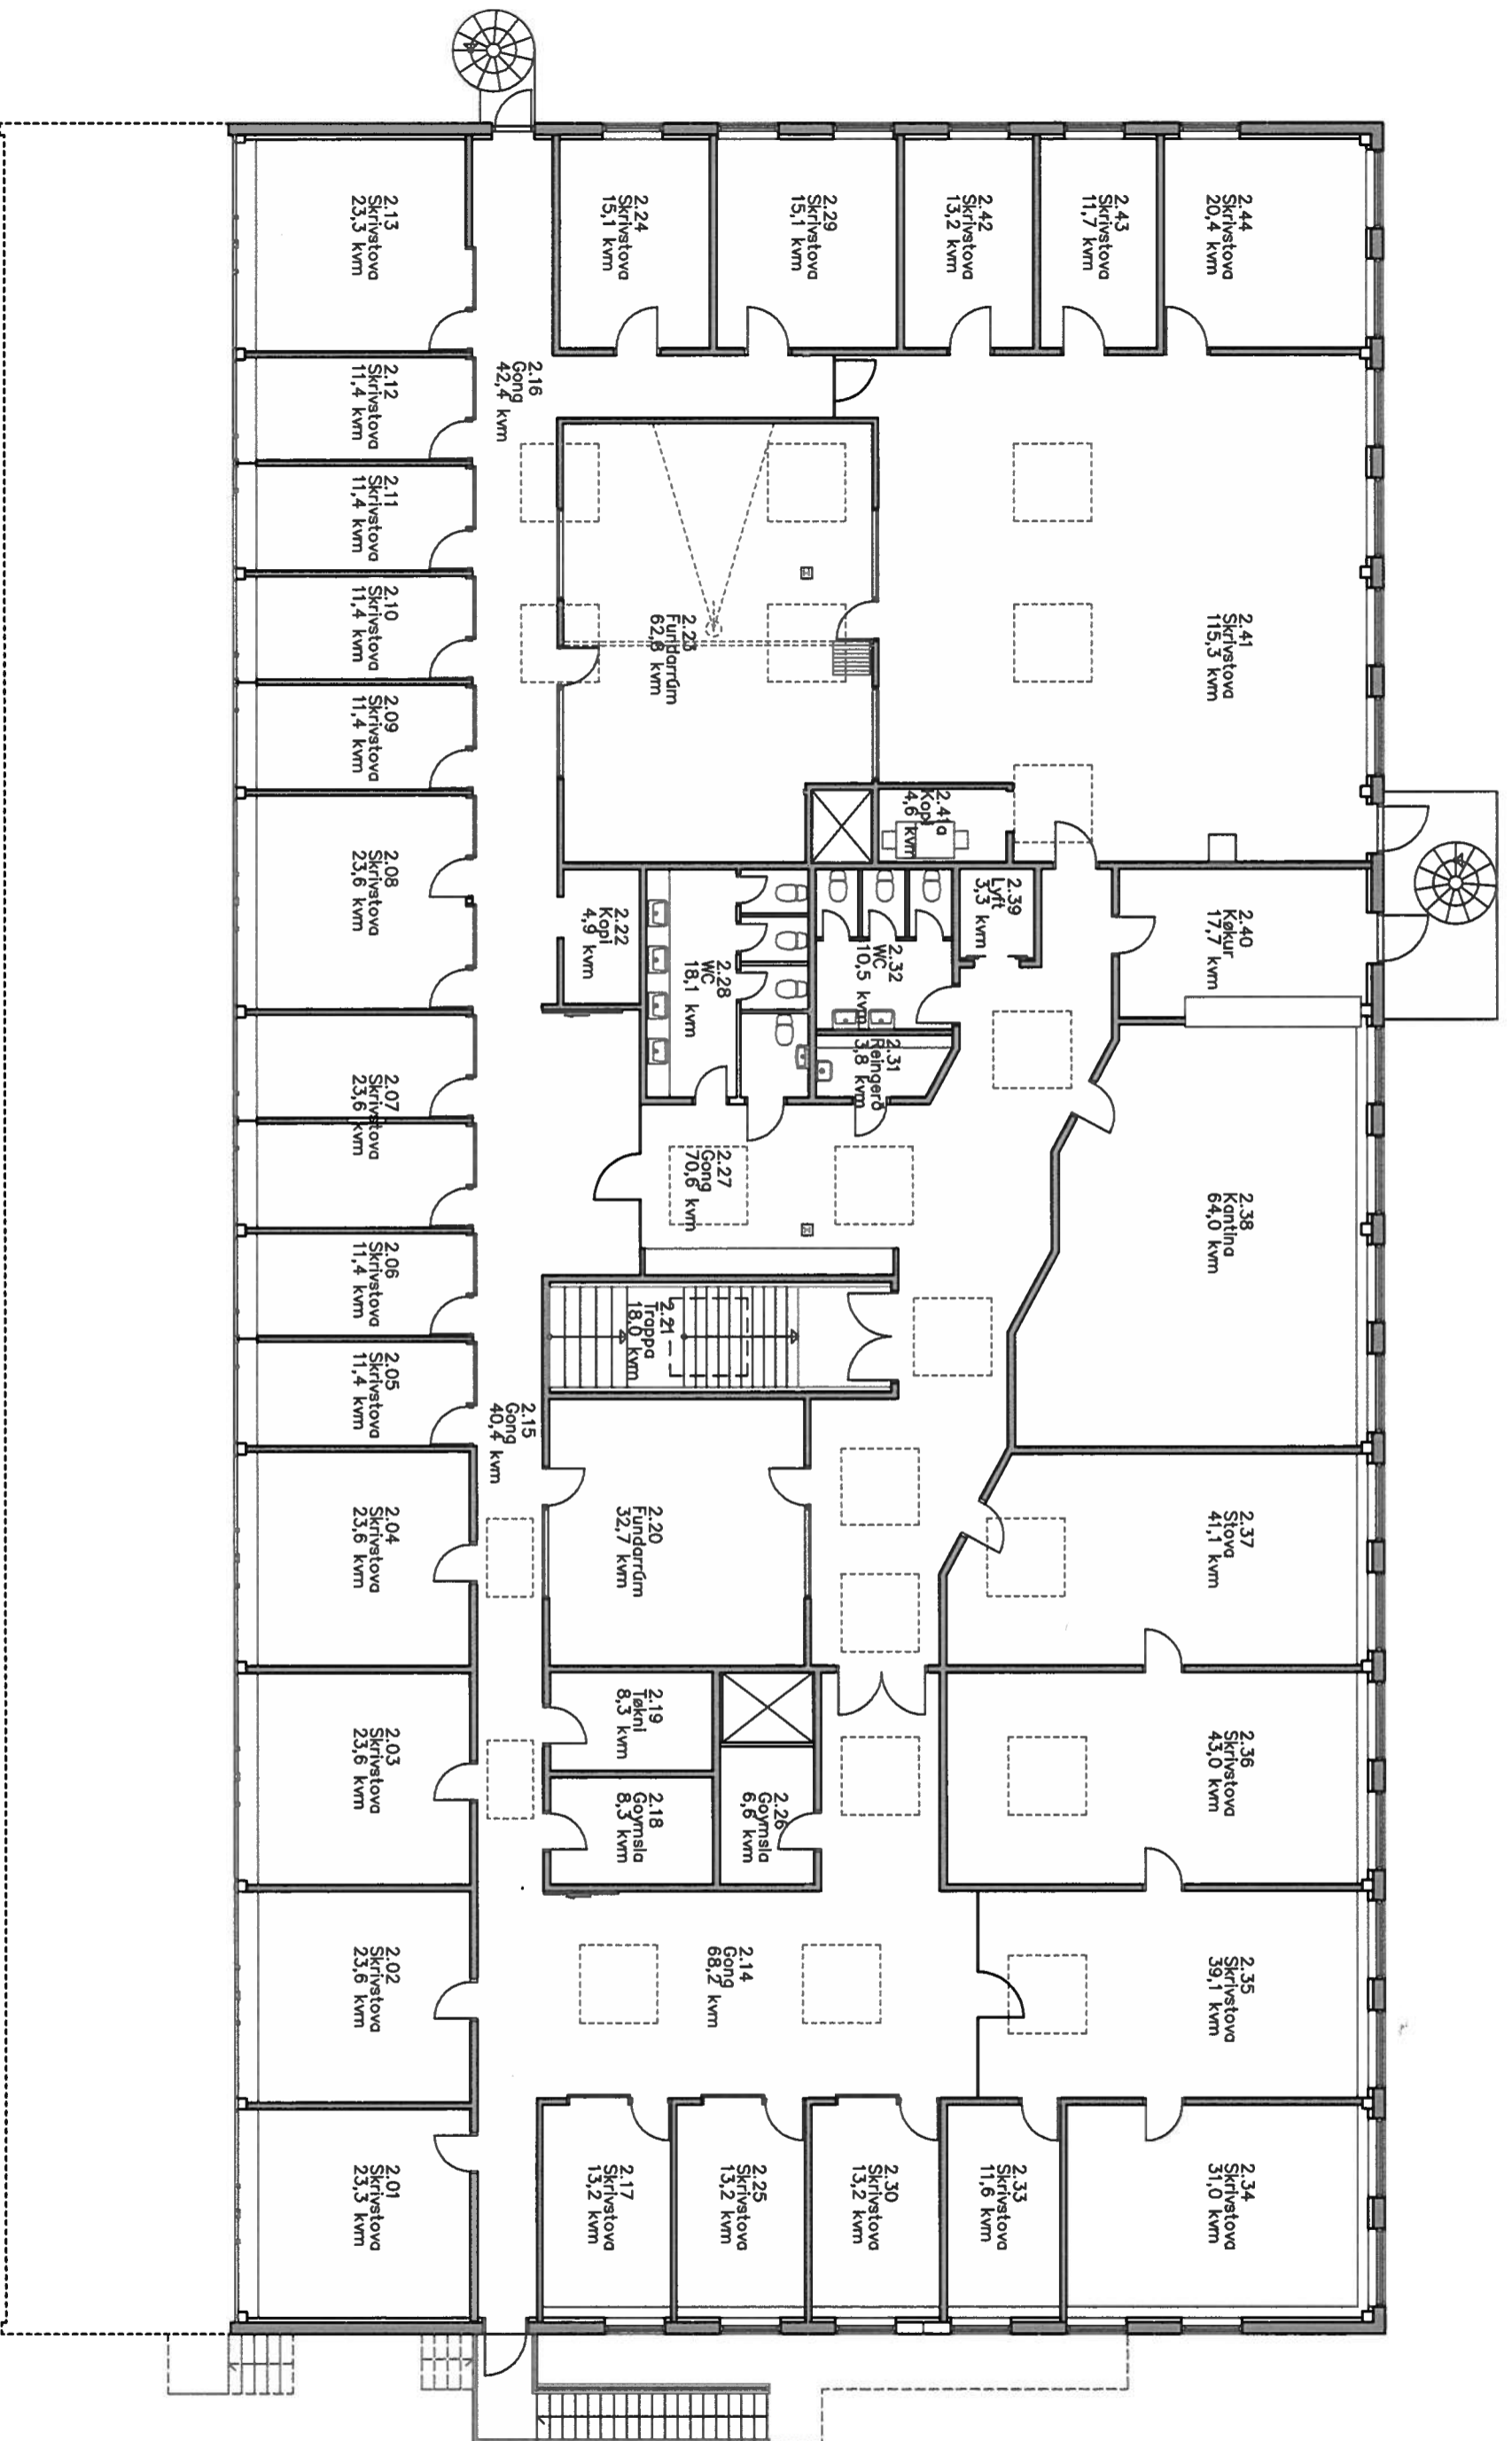 2.13
Skrivstova
23,3 kvm
2.24
Skrivstova
15,1 kvm
2.29
Skrivstova
15,1 kvm
2.42
Skrivstova
13,2 kvm
2.43
Skrivstova
11,7 kvm
2.44
Skrivstova
20,4 kvm
2.12
Skrivstova
11,4 kvm
2.16
Gong
42,4 kvm
2.11
Skrivstova
11,4 kvm
2.10
Skrivstova
11,4 kvm
2.23
Fundarrúm
62,8 kvm
2.41
Skrivstova
115,3 kvm
2.09
Skrivstova
11,4 kvm
2.41a
Kopi
4,6 kvm
2.08
Skrivstova
23,6 kvm
2.22
Kopi
4,9 kvm
2.28
WC
18,1 kvm
2.32
WC
10,5 kvm
2.39
Lyft
3,3 kvm
2.40
Køkur
17,7 kvm
2.31
Reingerð
3,8 kvm
2.07
Skrivstova
23,6 kvm
2.27
Gong
70,6 kvm
2.38
Kantina
64,0 kvm
2.06
Skrivstova
11,4 kvm
2.21
Trappa
18,0 kvm
2.05
Skrivstova
11,4 kvm
2.15
Gong
40,4 kvm
2.04
Skrivstova
23,6 kvm
2.20
Fundarrúm
32,7 kvm
2.37
Stova
41,1 kvm
2.03
Skrivstova
23,6 kvm
2.19
Tøkni
8,3 kvm
2.18
Goymsla
8,3 kvm
2.26
Goymsla
6,6 kvm
2.36
Skrivstova
43,0 kvm
2.02
Skrivstova
23,6 kvm
2.14
Gong
68,2 kvm
2.35
Skrivstova
39,1 kvm
2.01
Skrivstova
23,3 kvm
2.17
Skrivstova
13,2 kvm
2.25
Skrivstova
13,2 kvm
2.30
Skrivstova
13,2 kvm
2.33
Skrivstova
11,6 kvm
2.34
Skrivstova
31,0 kvm